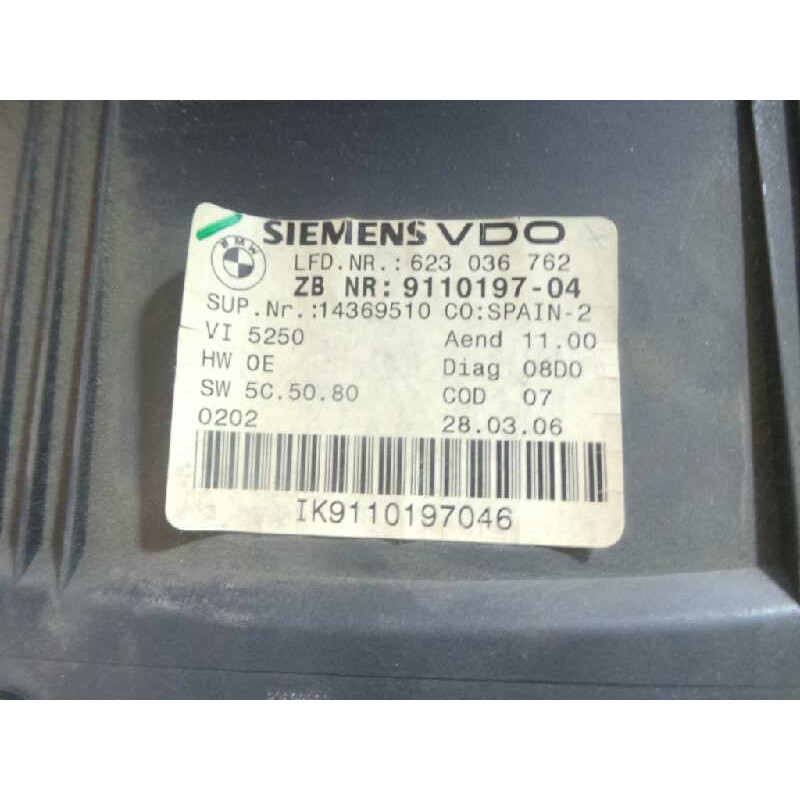 SIEMENS VDO
BMW
LFD.NR.: 623 036 762
ZB NR: 9110197-04
SUP.Nr.: 14369510 CO:SPAIN-2
VI 5250 Aend 11.00
HW 0E Diag 08D0
SW 5C.50.80 COD 07
0202 28.03.06
IK9110197046